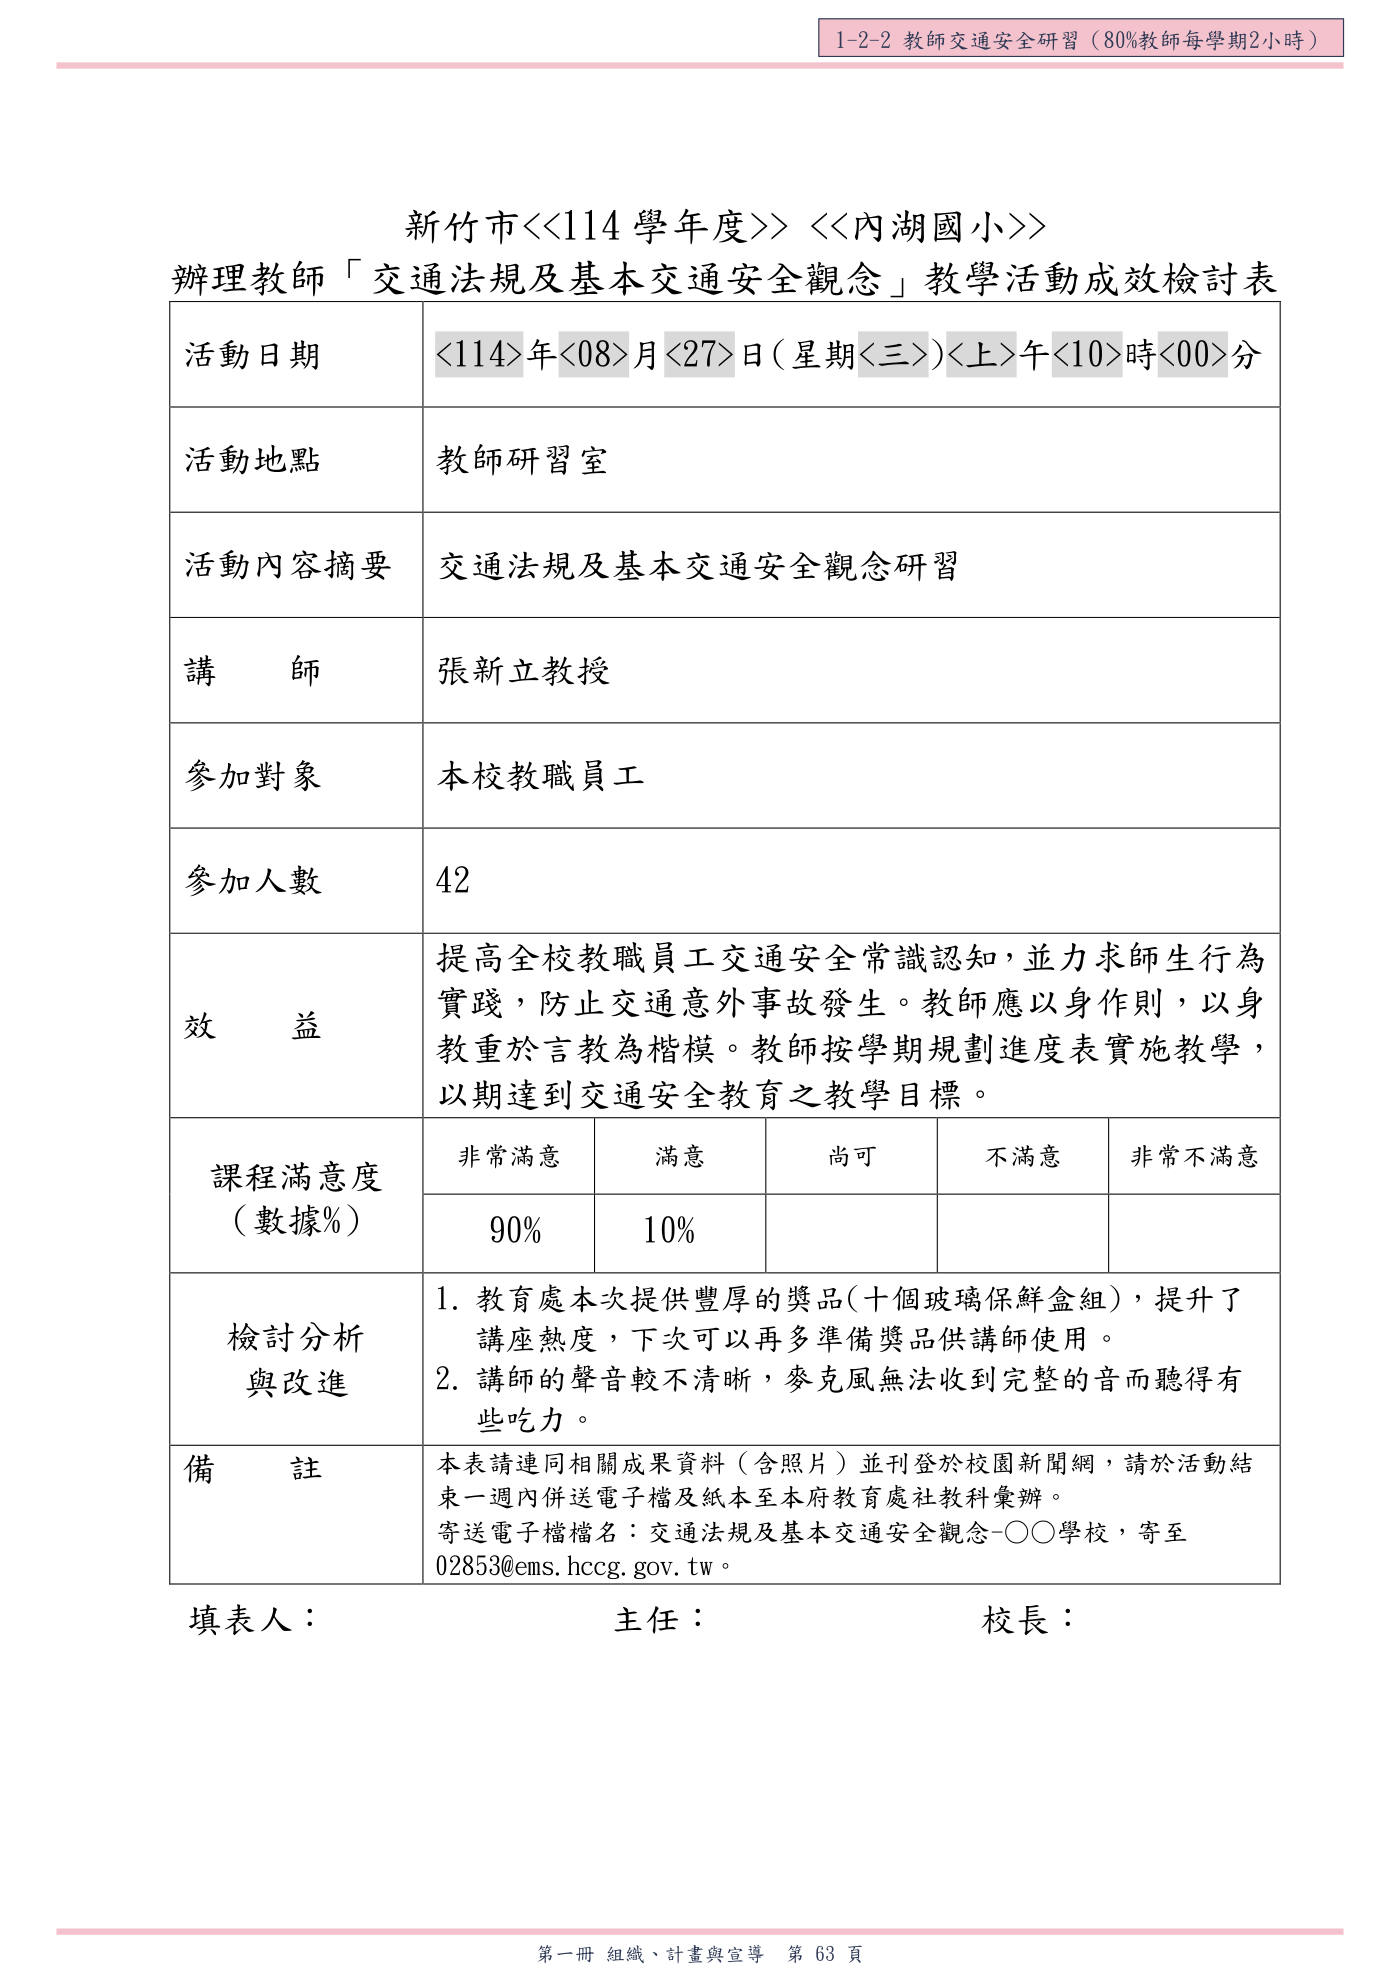 1-2-2 教師交通安全研習（80%教師每學期2小時）
新竹市<<114 學年度>> <<內湖國小>>
辦理教師「交通法規及基本交通安全觀念」教學活動成效檢討表
活動日期 <114>年<08>月<27>日(星期<三>)<上>午<10>時<00>分
活動地點 教師研習室
活動內容摘要 交通法規及基本交通安全觀念研習
講　　師 張新立教授
參加對象 本校教職員工
參加人數 42
效　　益
提高全校教職員工交通安全常識認知，並力求師生行為
實踐，防止交通意外事故發生。教師應以身作則，以身
教重於言教為楷模。教師按學期規劃進度表實施教學，
以期達到交通安全教育之教學目標。
課程滿意度
（數據%）
非常滿意 滿意 尚可 不滿意 非常不滿意
90% 10%
檢討分析
與改進
1. 教育處本次提供豐厚的獎品(十個玻璃保鮮盒組)，提升了
講座熱度，下次可以再多準備獎品供講師使用。
2. 講師的聲音較不清晰，麥克風無法收到完整的音而聽得有
些吃力。
備　　註
本表請連同相關成果資料（含照片）並刊登於校園新聞網，請於活動結
束一週內併送電子檔及紙本至本府教育處社教科彙辦。
寄送電子檔檔名：交通法規及基本交通安全觀念-○○學校，寄至
02853@ems.hccg.gov.tw。
填表人： 主任： 校長：
第一冊 組織、計畫與宣導 第 63 頁